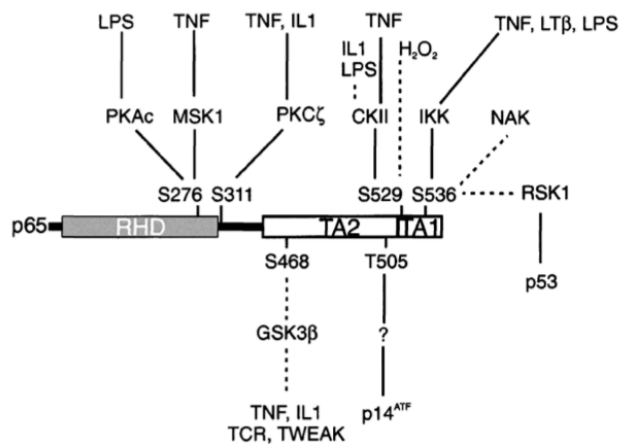 LPS TNF TNF, IL1 TNF TNF, LTβ, LPS
IL1 H₂O₂
LPS
PKAc MSK1 PKCζ CKII IKK NAK
S276 S311 S529 S536 RSK1
p65 RHD TA2 TA1
S468 T505
p53
GSK3β ?
TNF, IL1 p14ᴬᵀᶠ
TCR, TWEAK